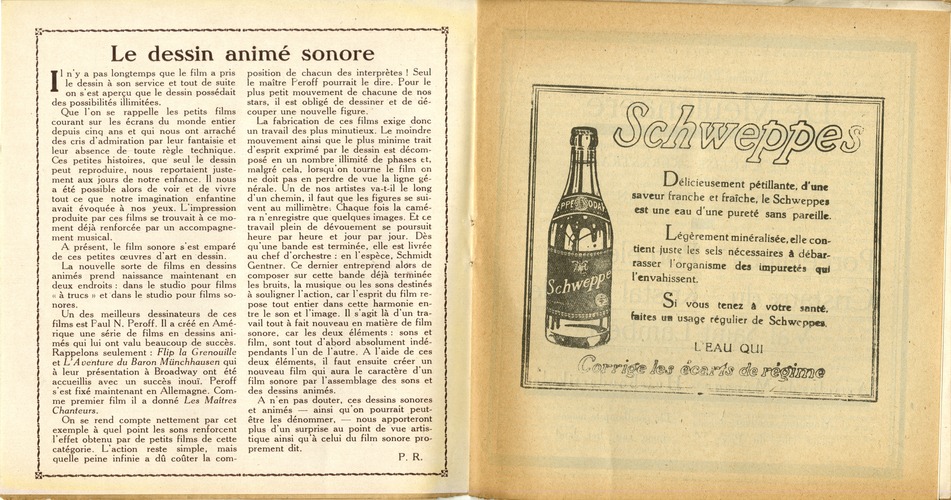 Le dessin animé sonore
Il n'y a pas longtemps que le film a pris
le dessin à son service et tout de suite
on s'est aperçu que le dessin possédait
des possibilités illimitées.
Que l'on se rappelle les petits films
courant sur les écrans du monde entier
depuis cinq ans et qui nous ont arraché
des cris d'admiration par leur fantaisie et
leur absence de toute règle technique.
Ces petites histoires, que seul le dessin
peut reproduire, nous reportaient juste-
ment aux jours de notre enfance. Il nous
a été possible alors de voir et de vivre
tout ce que notre imagination enfantine
avait évoquée à nos yeux. L'impression
produite par ces films se trouvait à ce mo-
ment déjà renforcée par un accompagne-
ment musical.
A présent, le film sonore s'est emparé
de ces petites œuvres d'art en dessin.
La nouvelle sorte de films en dessins
animés prend naissance maintenant en
deux endroits : dans le studio pour films
« à trucs » et dans le studio pour films so-
nores.
Un des meilleurs dessinateurs de ces
films est Paul N. Peroff. Il a créé en Amé-
rique une série de films en dessins ani-
més qui lui ont valu beaucoup de succès.
Rappelons seulement : Flip la Grenouille
et L'Aventure du Baron Münchhausen qui
à leur présentation à Broadway ont été
accueillis avec un succès inouï. Peroff
s'est fixé maintenant en Allemagne. Com-
me premier film il a donné Les Maîtres
Chanteurs.
On se rend compte nettement par cet
exemple à quel point les sons renforcent
l'effet obtenu par de petits films de cette
catégorie. L'action reste simple, mais
quelle peine infinie a dû coûter la com-
position de chacun des interprètes ! Seul
le maître Peroff pourrait le dire. Pour le
plus petit mouvement de chacune de nos
stars, il est obligé de dessiner et de dé-
couper une nouvelle figure.
La fabrication de ces films exige donc
un travail des plus minutieux. Le moindre
mouvement ainsi que le plus minime trait
d'esprit exprimé par le dessin est décom-
posé en un nombre illimité de phases et,
malgré cela, lorsqu'on tourne le film on
ne doit pas en perdre de vue la ligne gé-
nérale. Un de nos artistes va-t-il le long
d'un chemin, il faut que les figures se sui-
vent au millimètre. Chaque fois la camé-
ra n'enregistre que quelques images. Et ce
travail plein de dévouement se poursuit
heure par heure et jour par jour. Dès
qu'une bande est terminée, elle est livrée
au chef d'orchestre : en l'espèce, Schmidt
Gentner. Ce dernier entreprend alors de
composer sur cette bande déjà terminée
les bruits, la musique ou les sons destinés
à souligner l'action, car l'esprit du film re-
pose tout entier dans cette harmonie en-
tre le son et l'image. Il s'agit là d'un tra-
vail tout à fait nouveau en matière de film
sonore, car les deux éléments : sons et
film, sont tout d'abord absolument indé-
pendants l'un de l'autre. A l'aide de ces
deux éléments, il faut ensuite créer un
nouveau film qui aura le caractère d'un
film sonore par l'assemblage des sons et
des dessins animés.
A n'en pas douter, ces dessins sonores
et animés — ainsi qu'on pourrait peut-
être les dénommer, — nous apporteront
plus d'un surprise au point de vue artis-
tique ainsi qu'à celui du film sonore pro-
prement dit.
P. R.
Schweppes
Délicieusement pétillante, d'une
saveur franche et fraîche, le Schweppes
est une eau d'une pureté sans pareille.
Légèrement minéralisée, elle con-
tient juste les sels nécessaires à débar-
rasser l'organisme des impuretés qui
l'envahissent.
Si vous tenez à votre santé,
faites un usage régulier de Schweppes.
L'EAU QUI
Corrige les écarts de régime
Schweppe